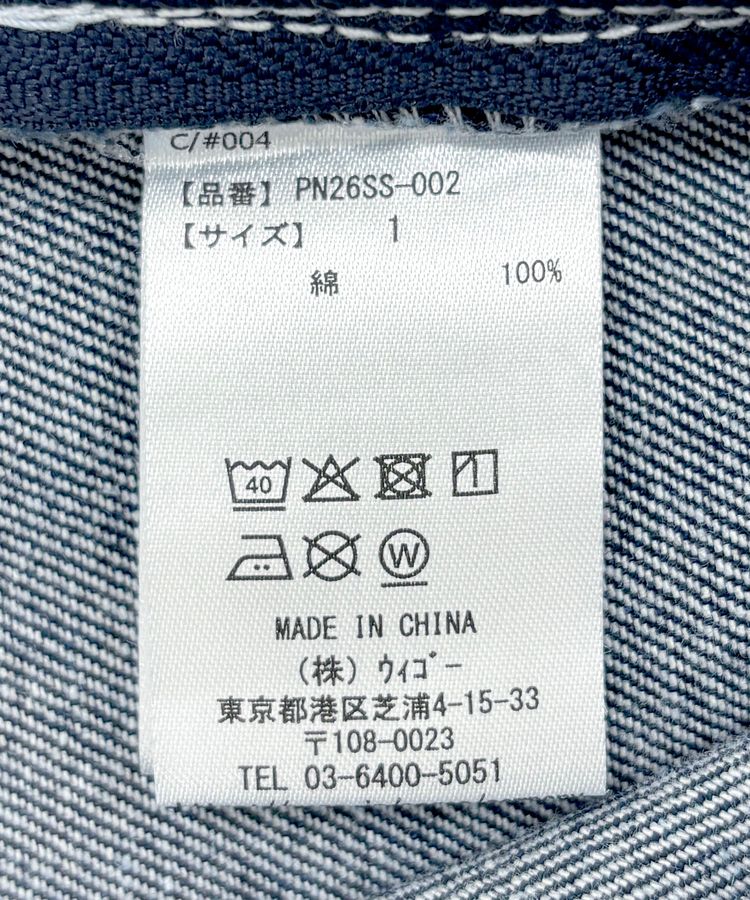 C/#004
【品番】 PN26SS-002
【サイズ】 1
綿 100%
40
W
MADE IN CHINA
(株) ｳｨｺﾞｰ
東京都港区芝浦4-15-33
〒108-0023
TEL 03-6400-5051